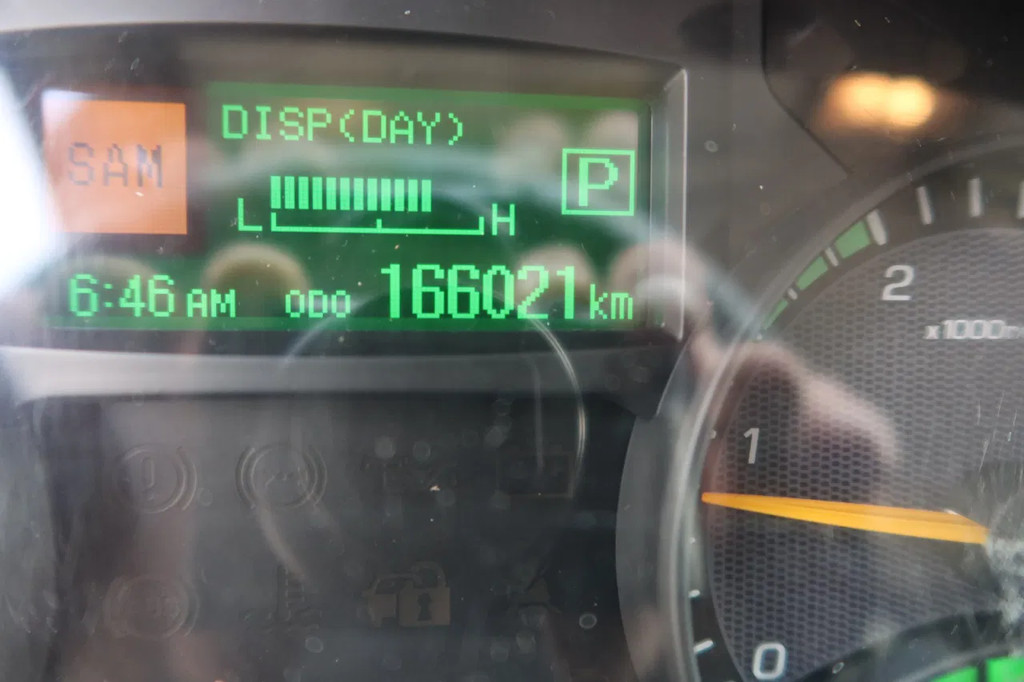 SAM
DISP(DAY)
P
L H
6:46 AM ODO 166021 km
2
x1000
1
0